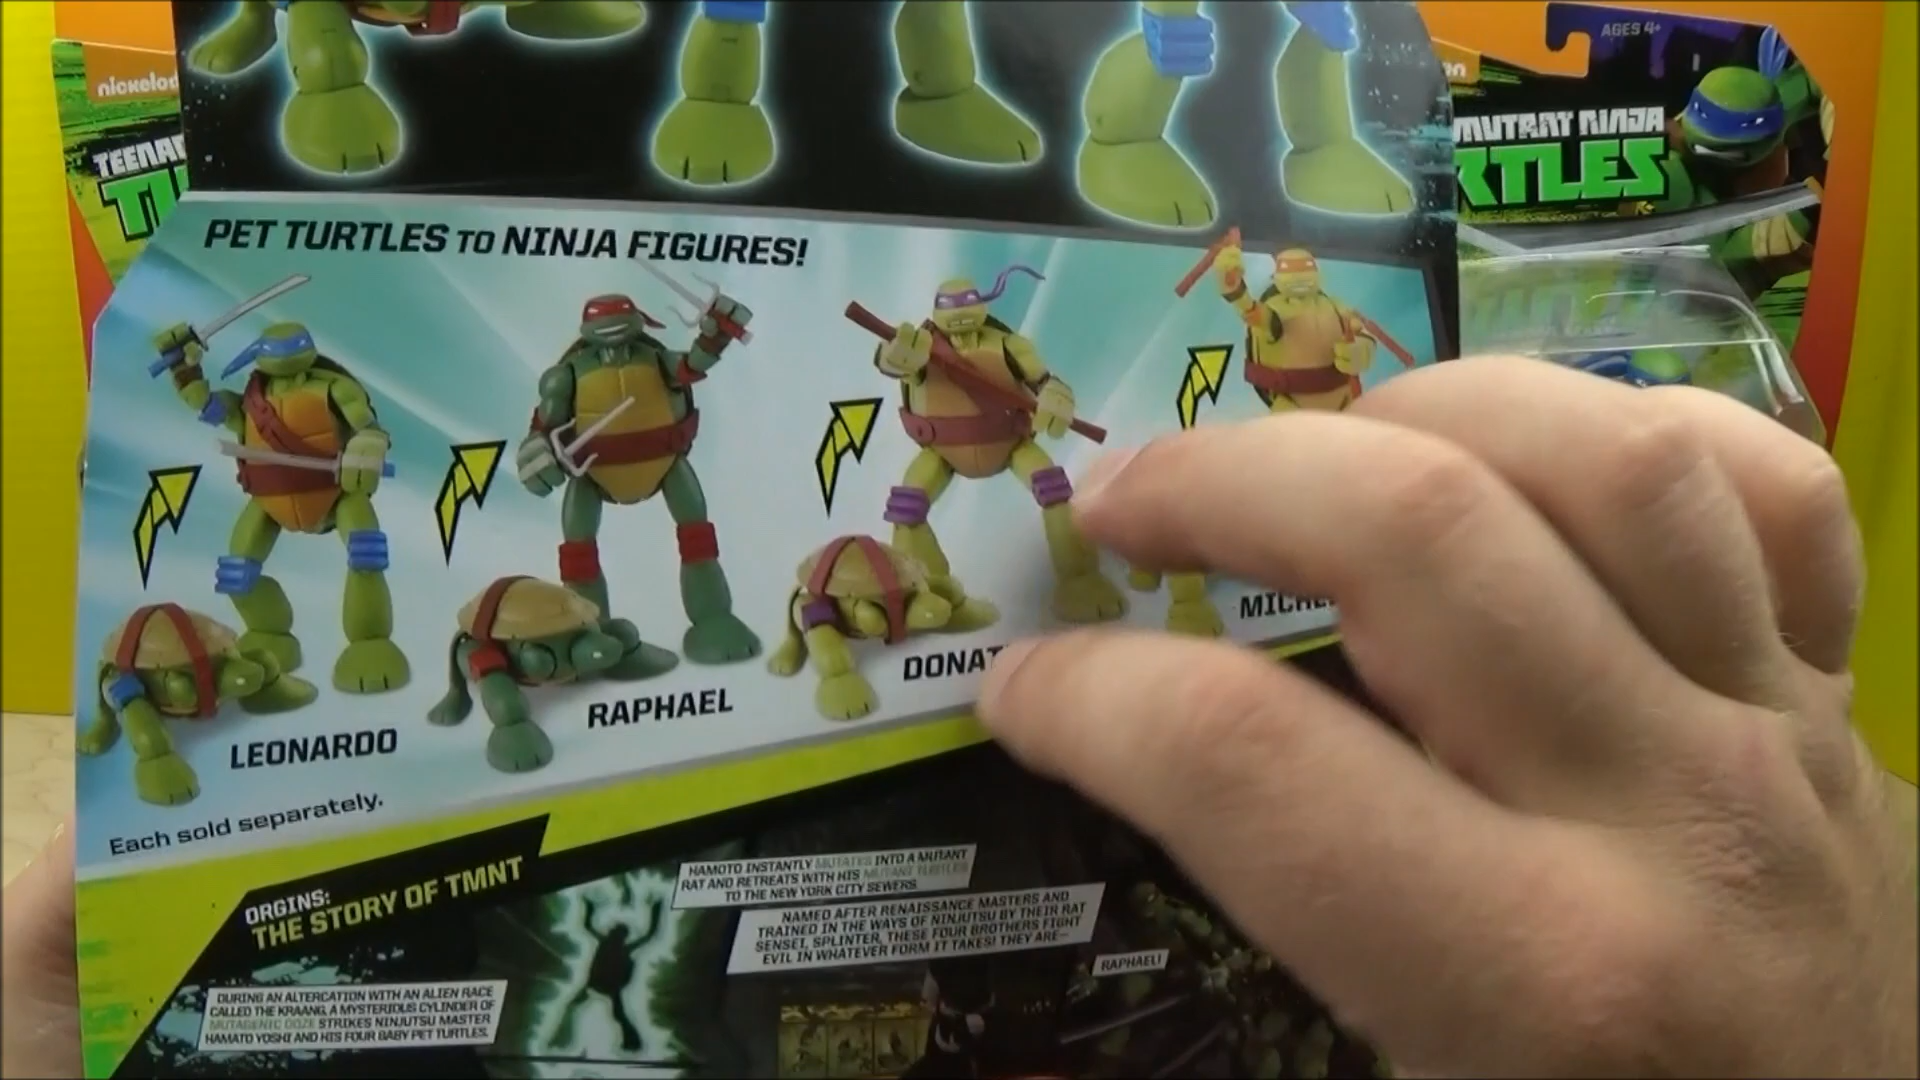 nickelod
TEENAG
AGES 4+
MUTANT NINJA
RTLES
PET TURTLES TO NINJA FIGURES!
LEONARDO
RAPHAEL
DONAT
MICHE
Each sold separately.
ORGINS:
THE STORY OF TMNT
HAMOTO INSTANTLY MUTATES INTO A MUTANT
RAT AND RETREATS WITH HIS MUTANT TURTLES
TO THE NEW YORK CITY SEWERS
NAMED AFTER RENAISSANCE MASTERS AND
TRAINED IN THE WAYS OF NINJUTSU BY THEIR RAT
SENSEI, SPLINTER, THESE FOUR BROTHERS FIGHT
EVIL IN WHATEVER FORM IT TAKES! THEY ARE—
RAPHAEL!
DURING AN ALTERCATION WITH AN ALIEN RACE
CALLED THE KRAANG, A MYSTERIOUS CYLINDER OF
MUTAGENIC OOZE STRIKES NINJUTSU MASTER
HAMATO YOSHI AND HIS FOUR BABY PET TURTLES.